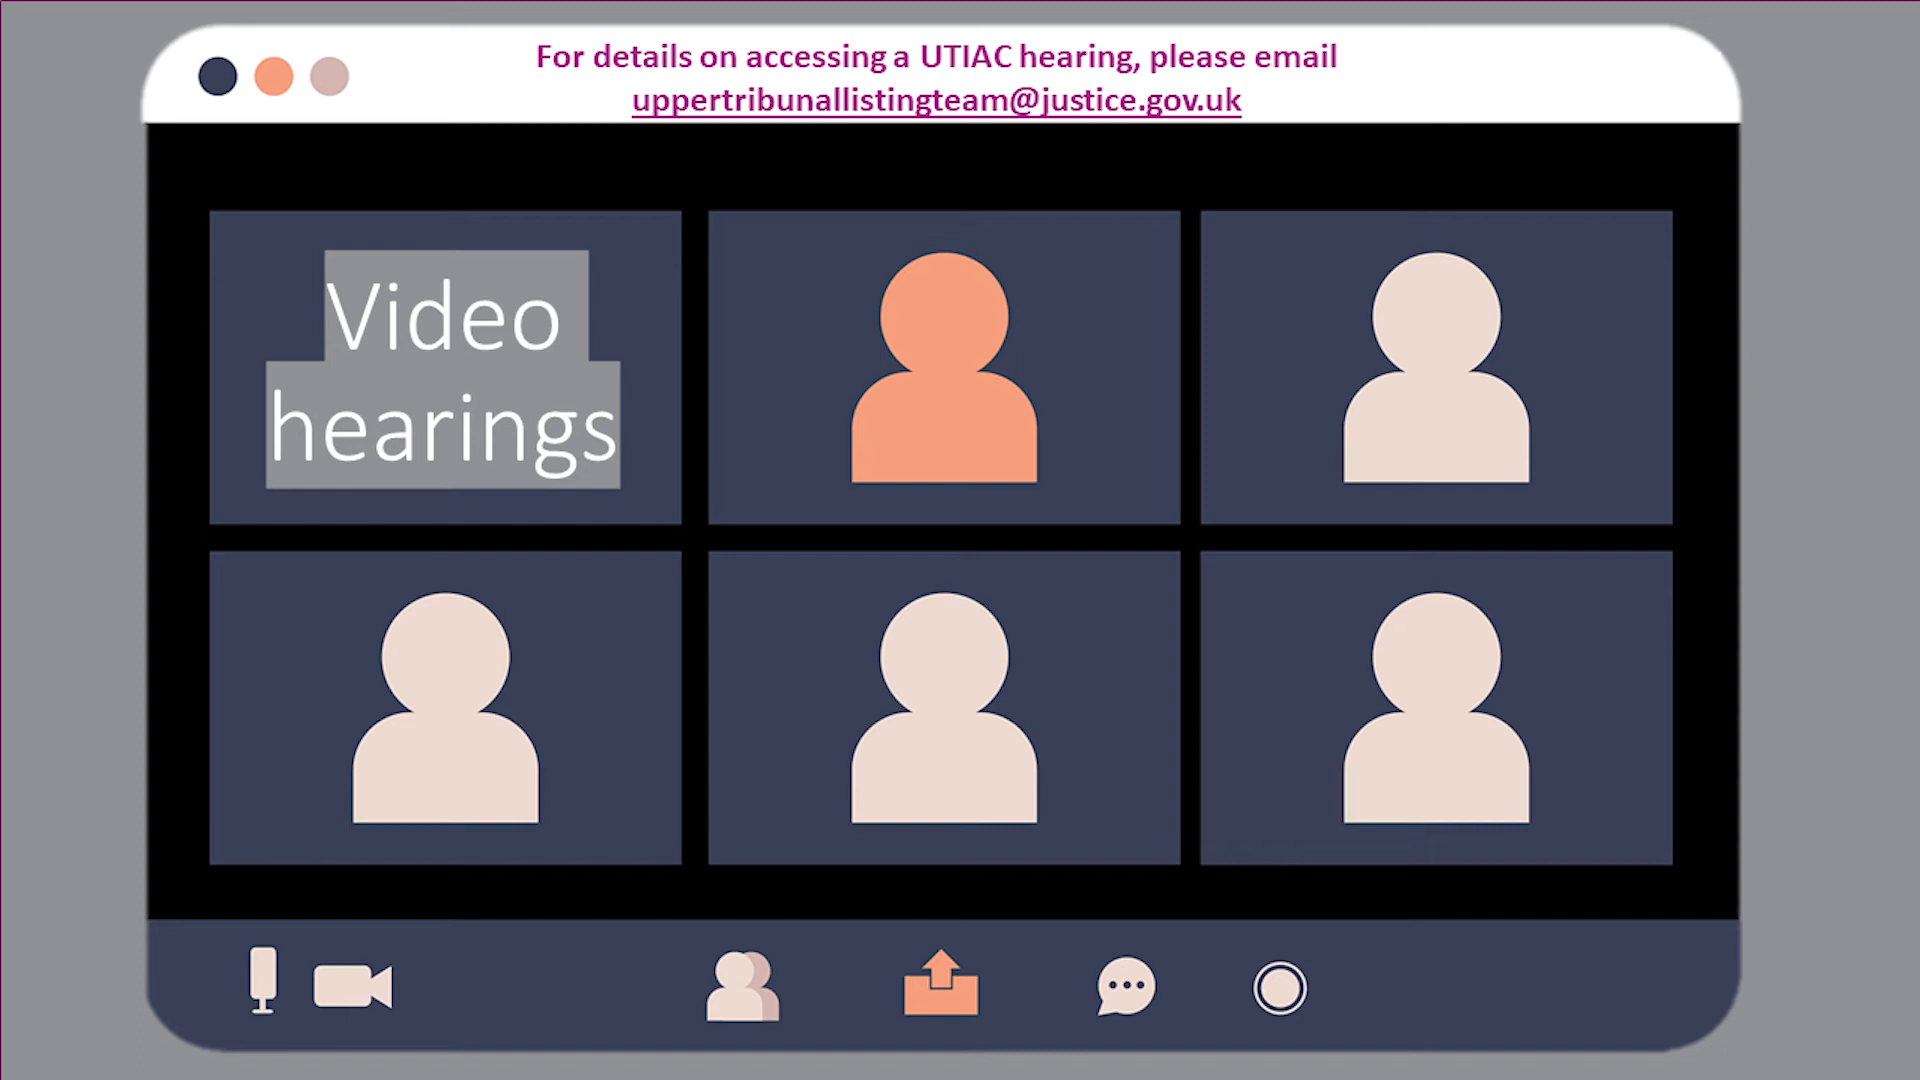 For details on accessing a UTIAC hearing, please email
uppertribunallistingteam@justice.gov.uk
Video
hearings